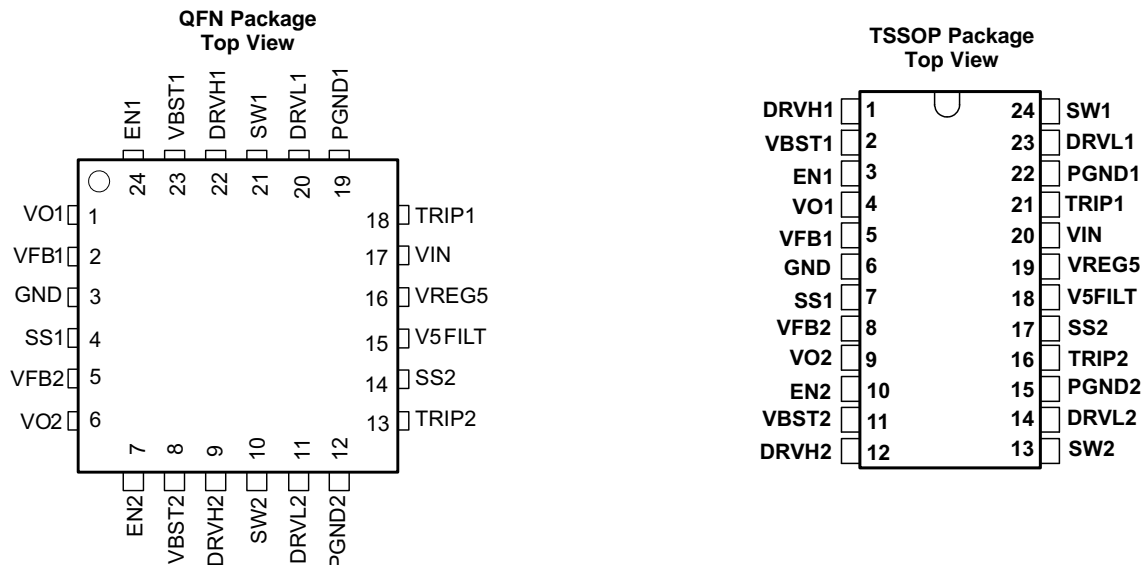 QFN Package
Top View
EN1
VBST1
DRVH1
SW1
DRVL1
PGND1
24
23
22
21
20
19
VO1 1
VFB1 2
GND 3
SS1 4
VFB2 5
VO2 6
18 TRIP1
17 VIN
16 VREG5
15 V5FILT
14 SS2
13 TRIP2
7
8
9
10
11
12
EN2
VBST2
DRVH2
SW2
DRVL2
PGND2
TSSOP Package
Top View
DRVH1 1 24 SW1
VBST1 2 23 DRVL1
EN1 3 22 PGND1
VO1 4 21 TRIP1
VFB1 5 20 VIN
GND 6 19 VREG5
SS1 7 18 V5FILT
VFB2 8 17 SS2
VO2 9 16 TRIP2
EN2 10 15 PGND2
VBST2 11 14 DRVL2
DRVH2 12 13 SW2